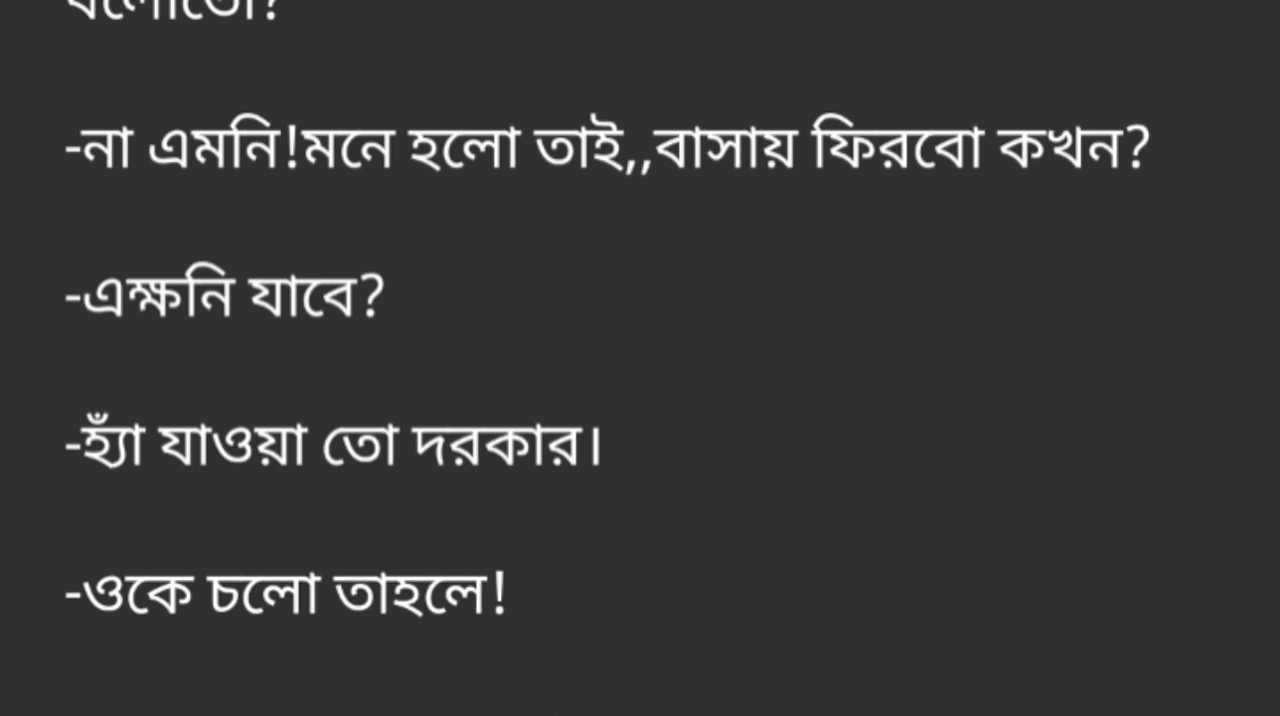 -না এমনি!মনে হলো তাই,,বাসায় ফিরবো কখন?
-এক্ষনি যাবে?
-হ্যাঁ যাওয়া তো দরকার।
-ওকে চলো তাহলে!